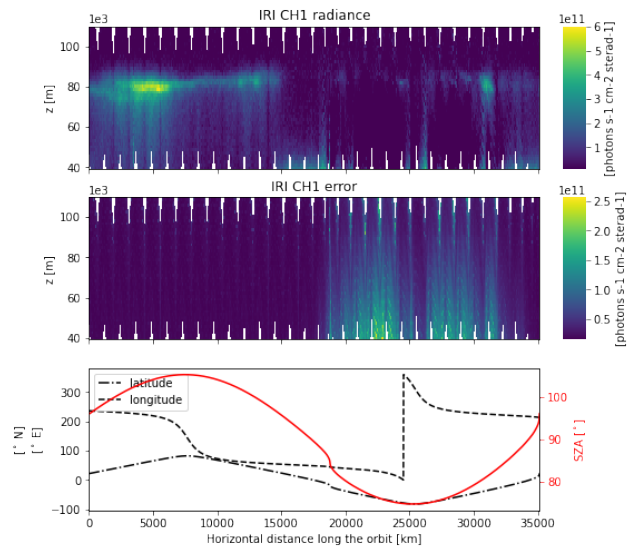 IRI CH1 radiance
1e3
110
80
60
40
z [m]
1e11
6
5
4
3
2
1
[photons s-1 cm-2 sterad-1]
IRI CH1 error
1e3
100
80
60
40
z [m]
1e11
2.5
2.0
1.5
1.0
0.5
[photons s-1 cm-2 sterad-1]
latitude
longitude
300
200
100
0
-100
[° N]
[° E]
100
90
80
SZA [°]
0
5000
10000
15000
20000
25000
30000
35000
Horizontal distance long the orbit [km]